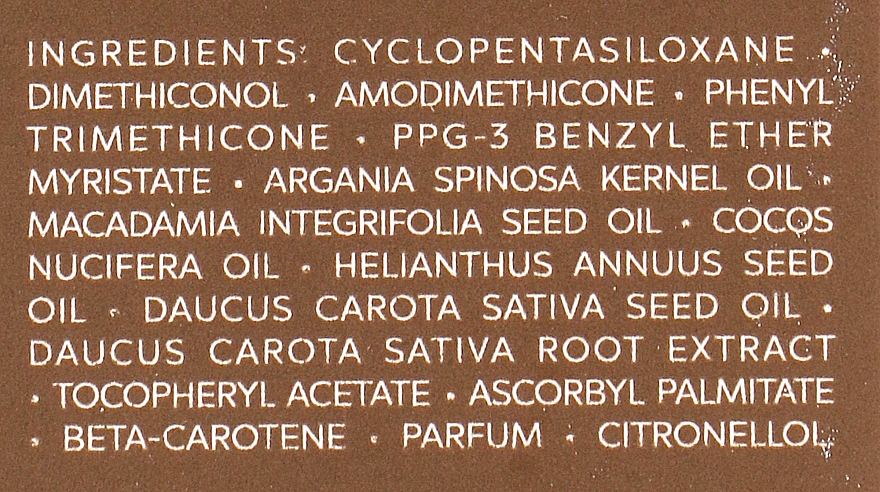 INGREDIENTS: CYCLOPENTASILOXANE •
DIMETHICONOL • AMODIMETHICONE • PHENYL
TRIMETHICONE • PPG-3 BENZYL ETHER
MYRISTATE • ARGANIA SPINOSA KERNEL OIL •
MACADAMIA INTEGRIFOLIA SEED OIL • COCOS
NUCIFERA OIL • HELIANTHUS ANNUUS SEED
OIL • DAUCUS CAROTA SATIVA SEED OIL •
DAUCUS CAROTA SATIVA ROOT EXTRACT
• TOCOPHERYL ACETATE • ASCORBYL PALMITATE
• BETA-CAROTENE • PARFUM • CITRONELLOL